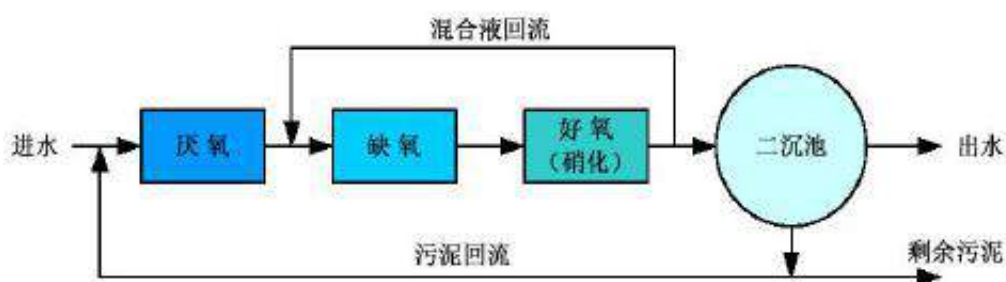 混合液回流
进水
厌 氧
缺 氧
好 氧
（硝化）
二沉池
出水
污泥回流
剩余污泥